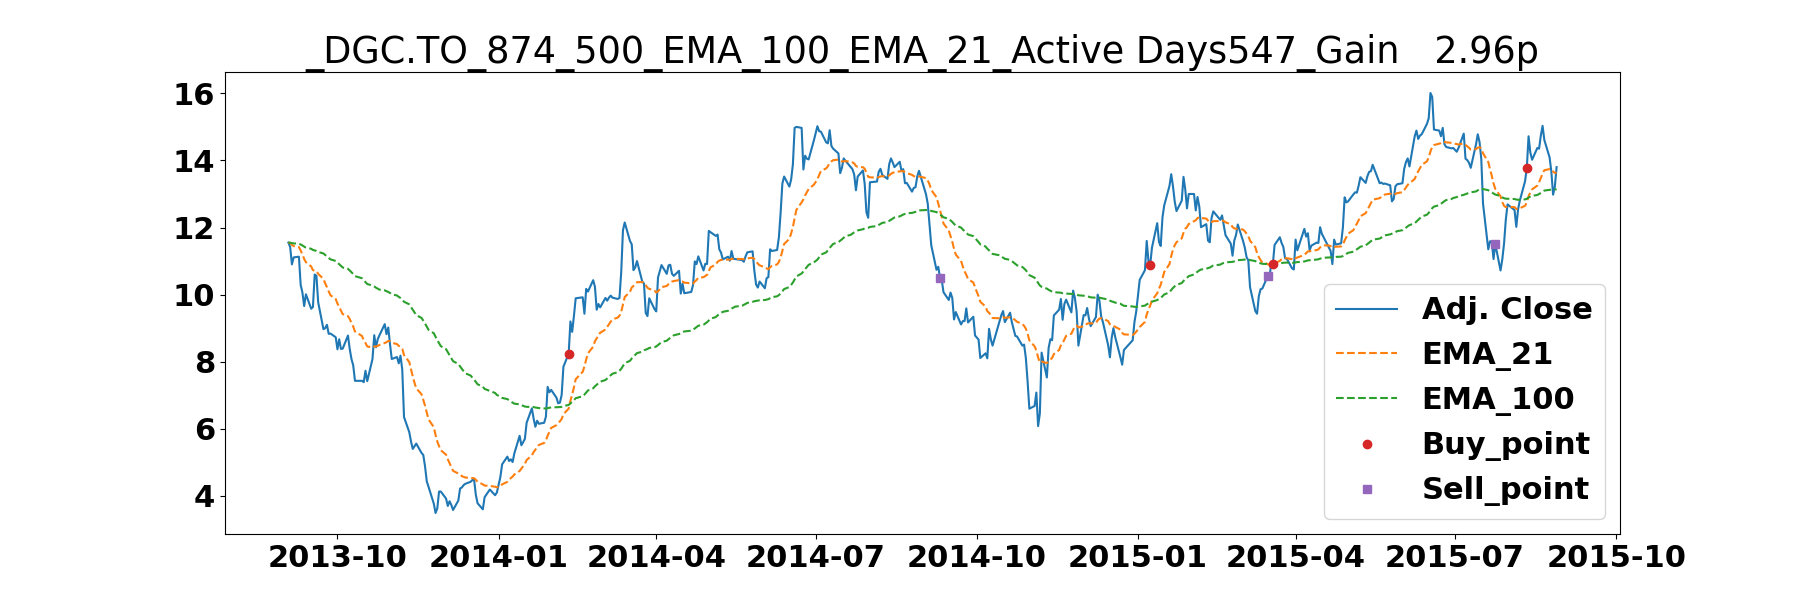 _DGC.TO_874_500_EMA_100_EMA_21_Active Days547_Gain   2.96p
16
14
12
10
8
6
4
Adj. Close
EMA_21
EMA_100
Buy_point
Sell_point
2013-10 2014-01 2014-04 2014-07 2014-10 2015-01 2015-04 2015-07 2015-10